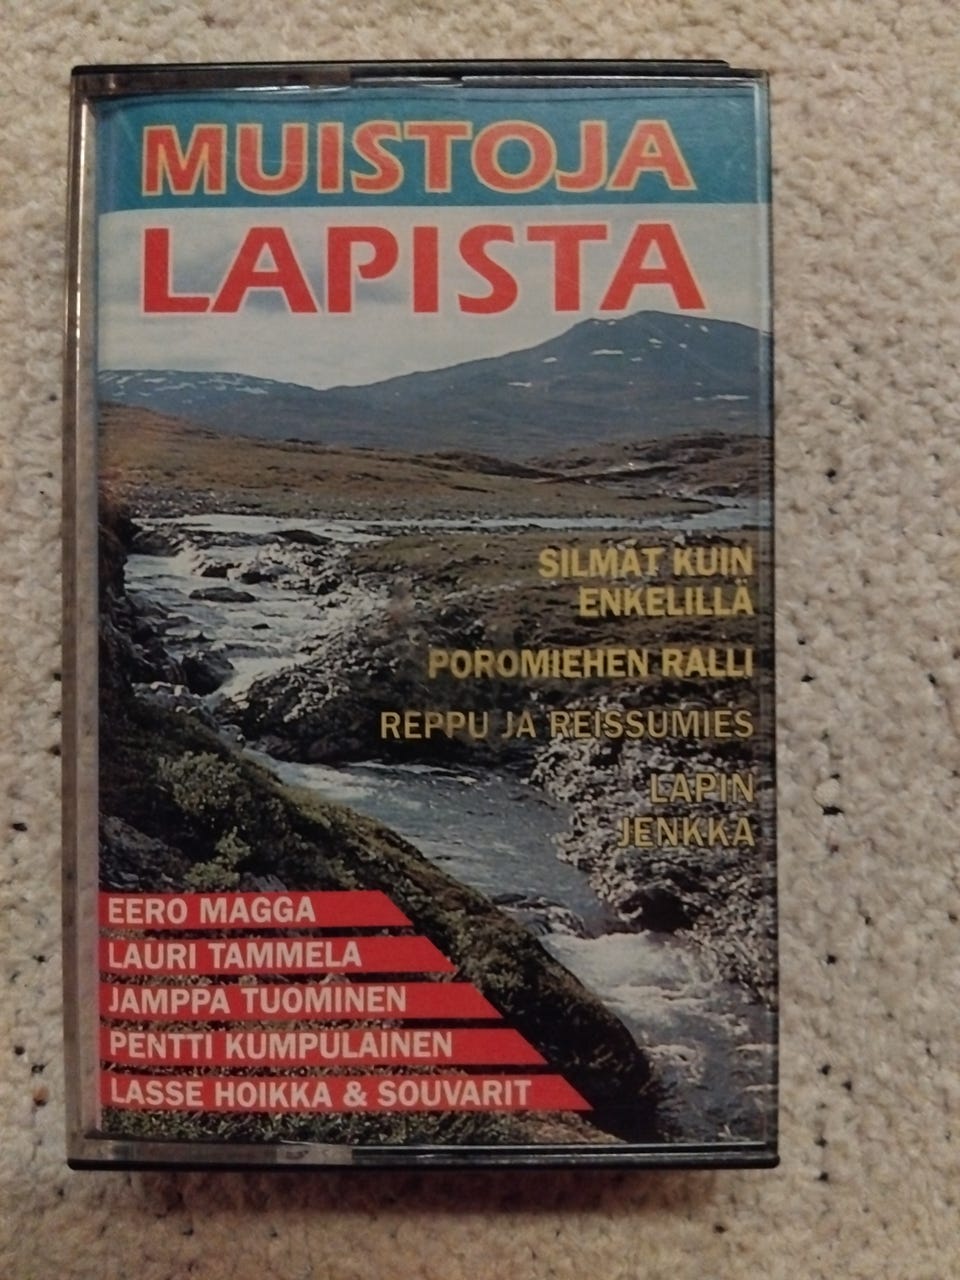 MUISTOJA
LAPISTA
SILMÄT KUIN
ENKELILLÄ
POROMIEHEN RALLI
REPPU JA REISSUMIES
LAPIN
JENKKA
EERO MAGGA
LAURI TAMMELA
JAMPPA TUOMINEN
PENTTI KUMPULAINEN
LASSE HOIKKA & SOUVARIT